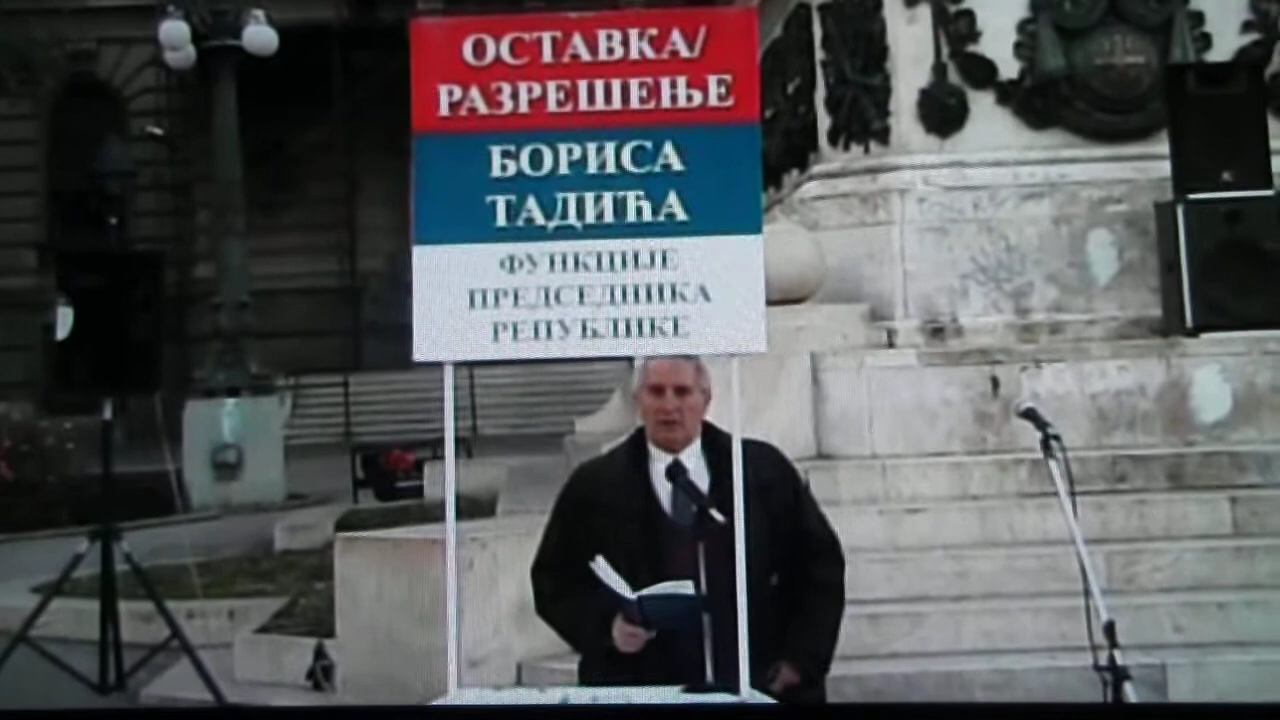 ОСТАВКА/
РАЗРЕШЕЊЕ
БОРИСА
ТАДИЋА
ФУНКЦИЈЕ
ПРЕДСЕДНИКА
РЕПУБЛИКЕ